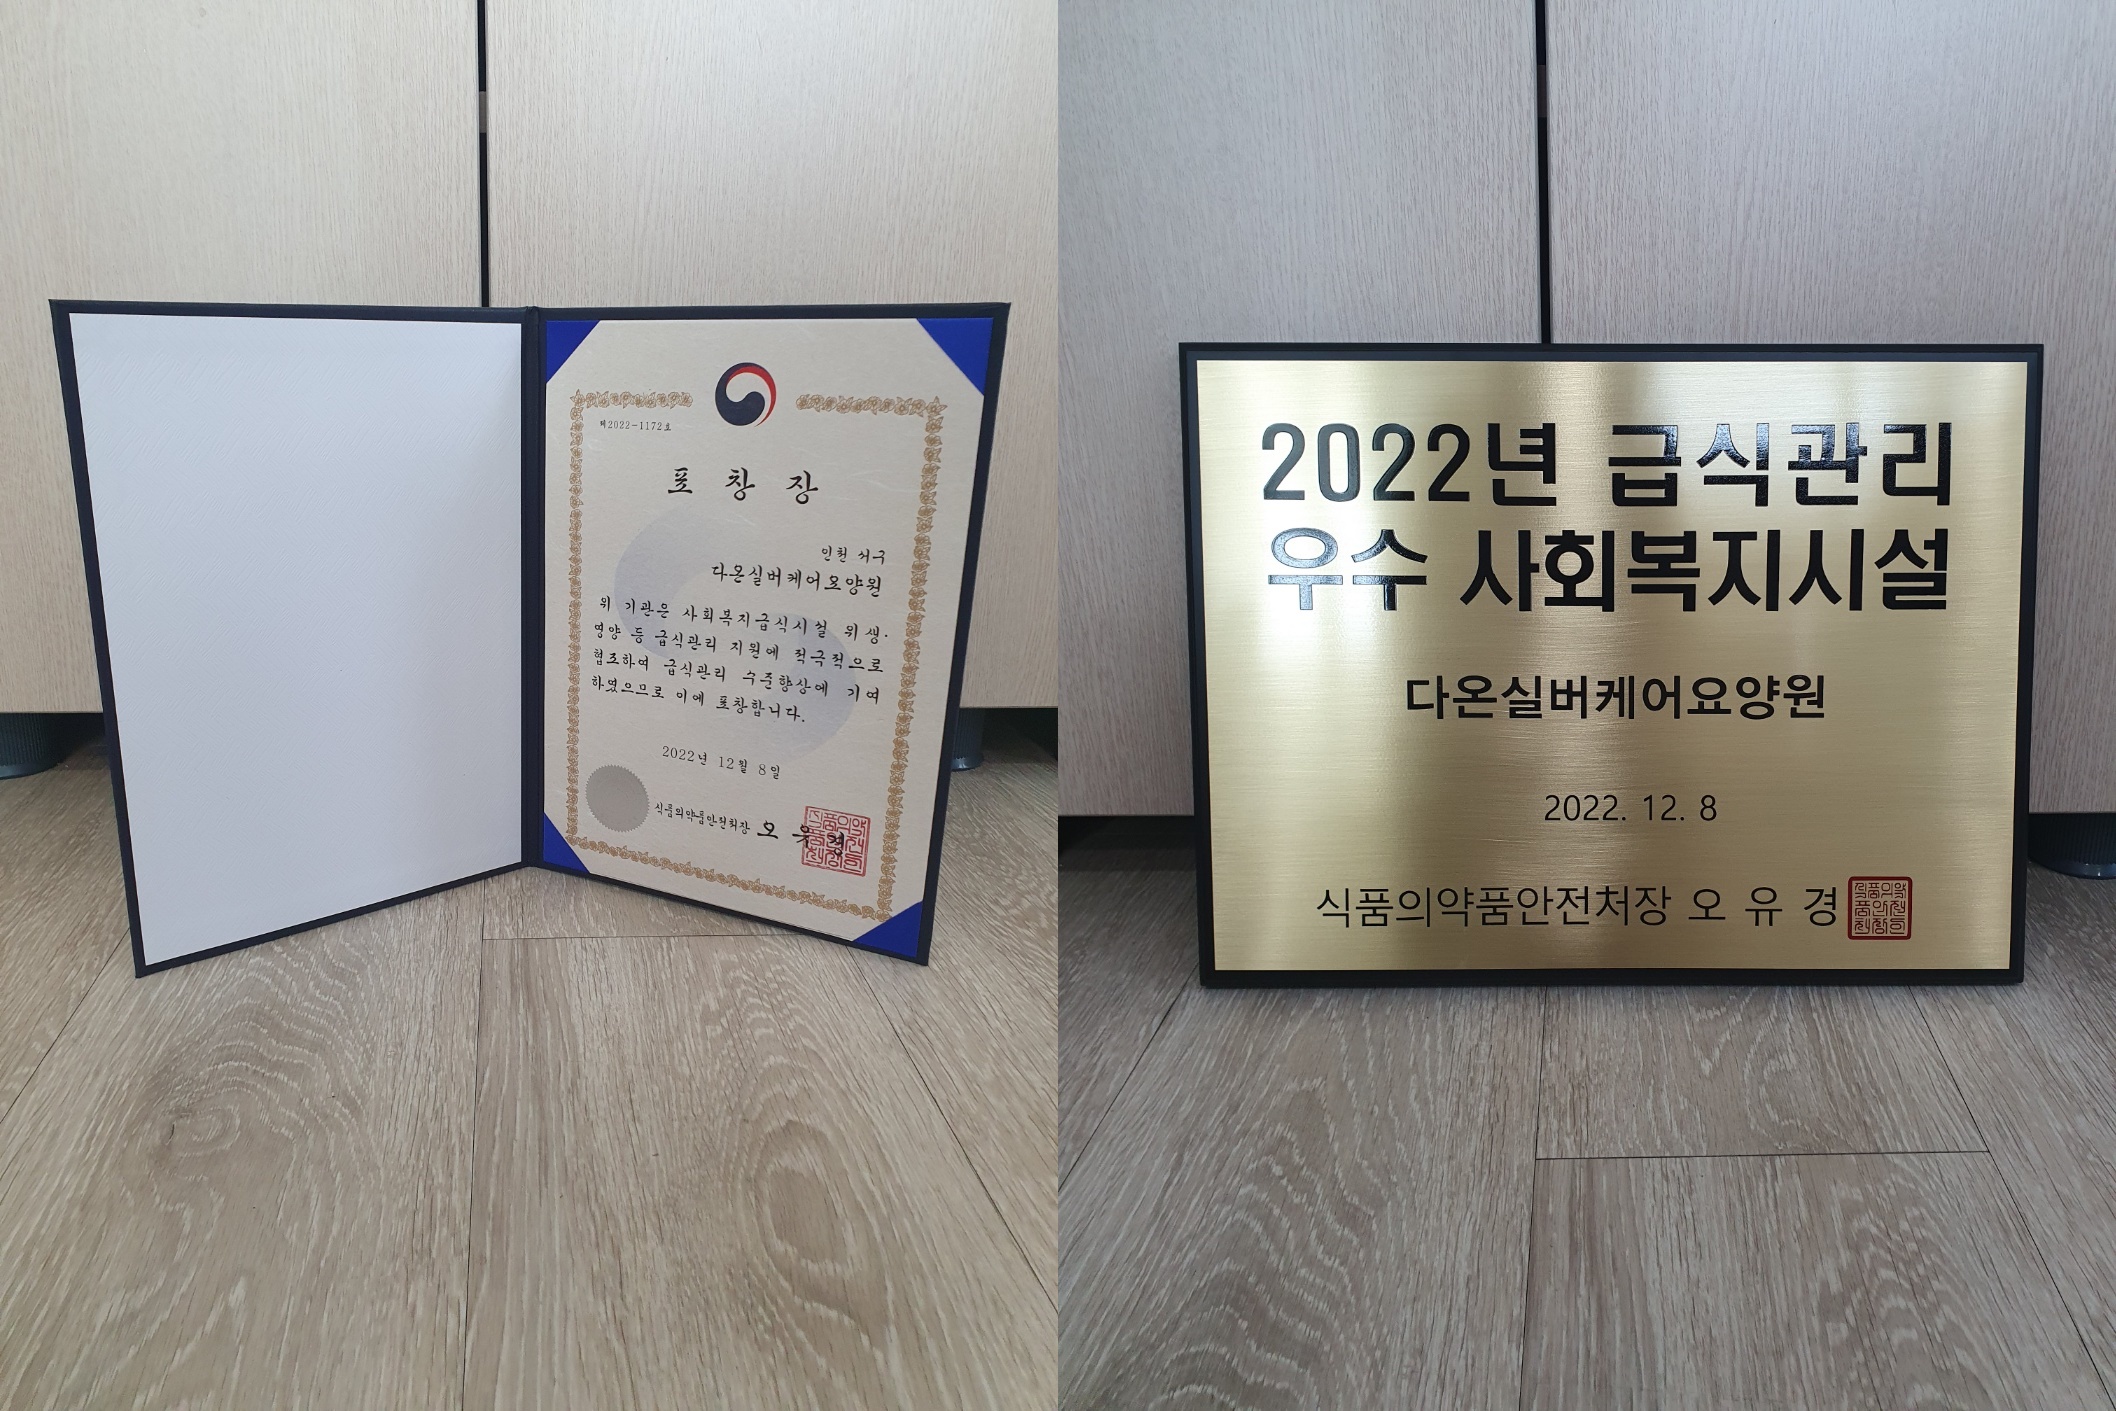 제2022-1172호
표 창 장
인천 서구
다온실버케어요양원
위 기관은 사회복지급식시설 위생·
영양 등 급식관리 지원에 적극적으로
협조하여 급식관리 수준향상에 기여
하였으므로 이에 표창합니다.
2022년 12월 8일
식품의약품안전처장 오 유 경
2022년 급식관리
우수 사회복지시설
다온실버케어요양원
2022. 12. 8
식품의약품안전처장 오 유 경